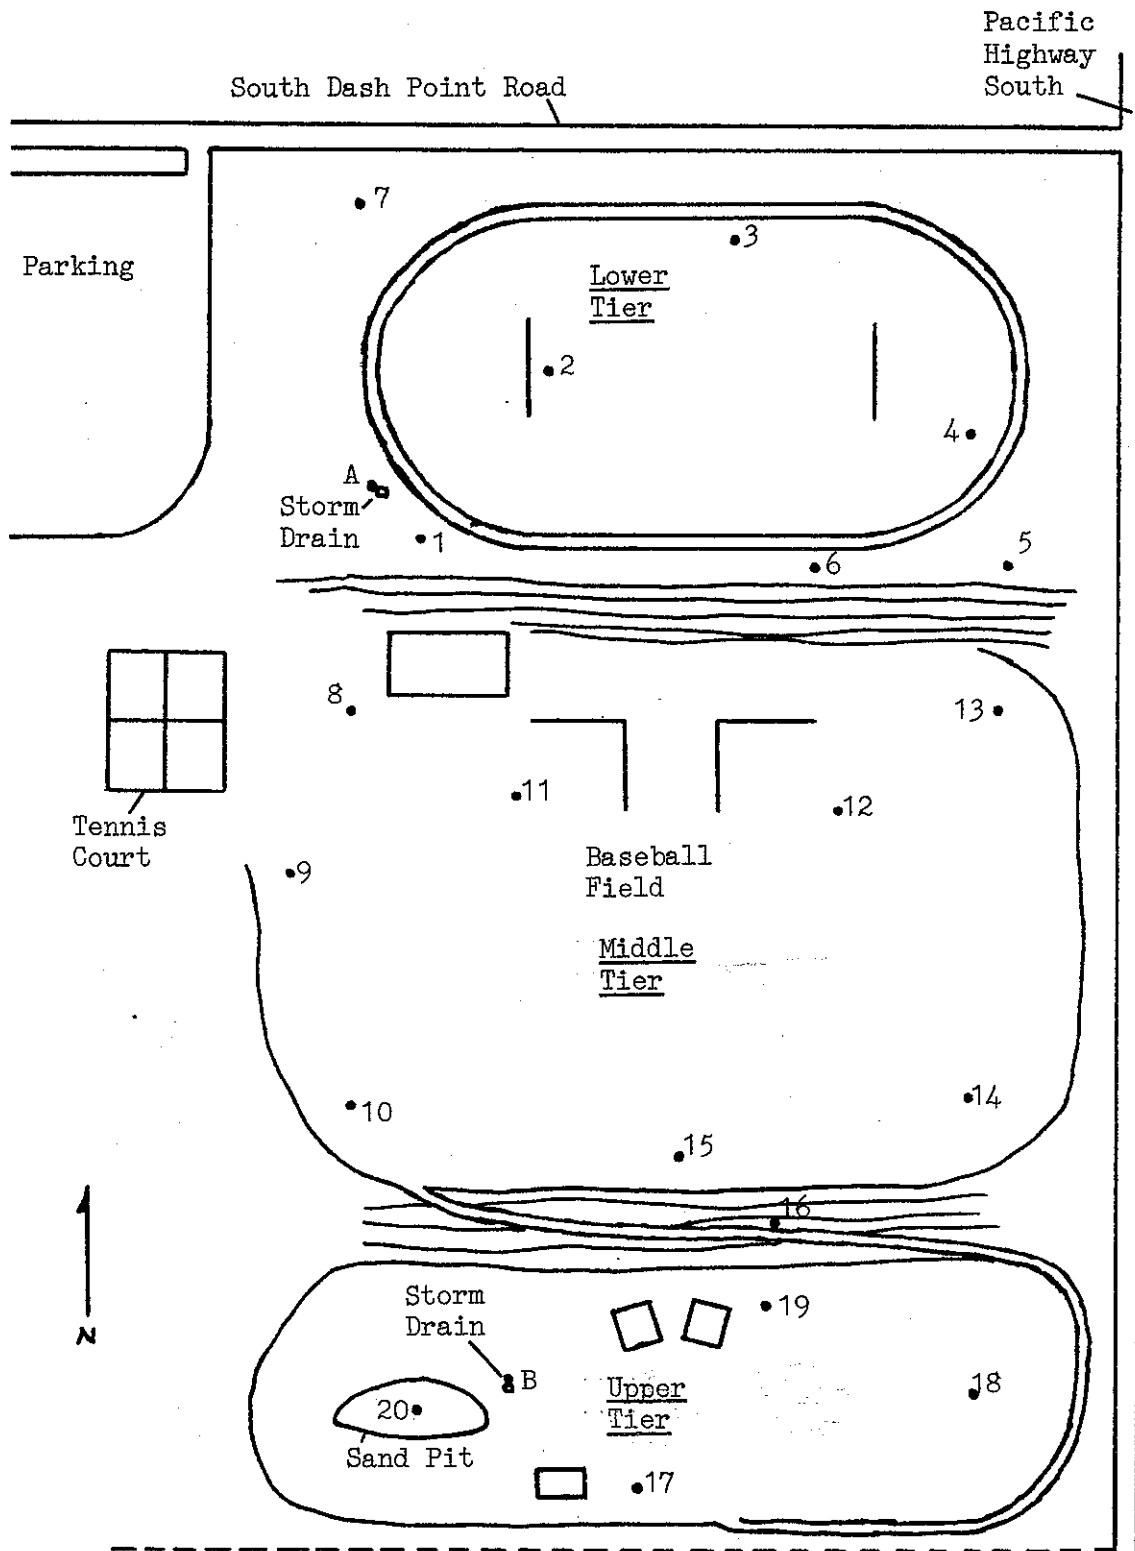 Pacific
Highway
South
South Dash Point Road
7
3
Parking
Lower
Tier
2
4
A
Storm
Drain
1
5
6
8
13
11
12
Tennis
Court
Baseball
Field
9
Middle
Tier
10
14
15
16
N
Storm
Drain
19
B
Upper
Tier
18
20
Sand Pit
17